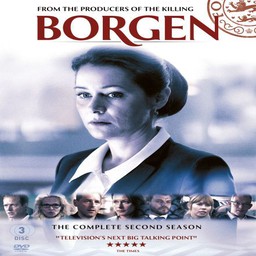 FROM THE PRODUCERS OF THE KILLING
BORGEN
THE COMPLETE SECOND SEASON
3
DISC
DVD
"TELEVISION'S NEXT BIG TALKING POINT"
★★★★★
THE TIMES